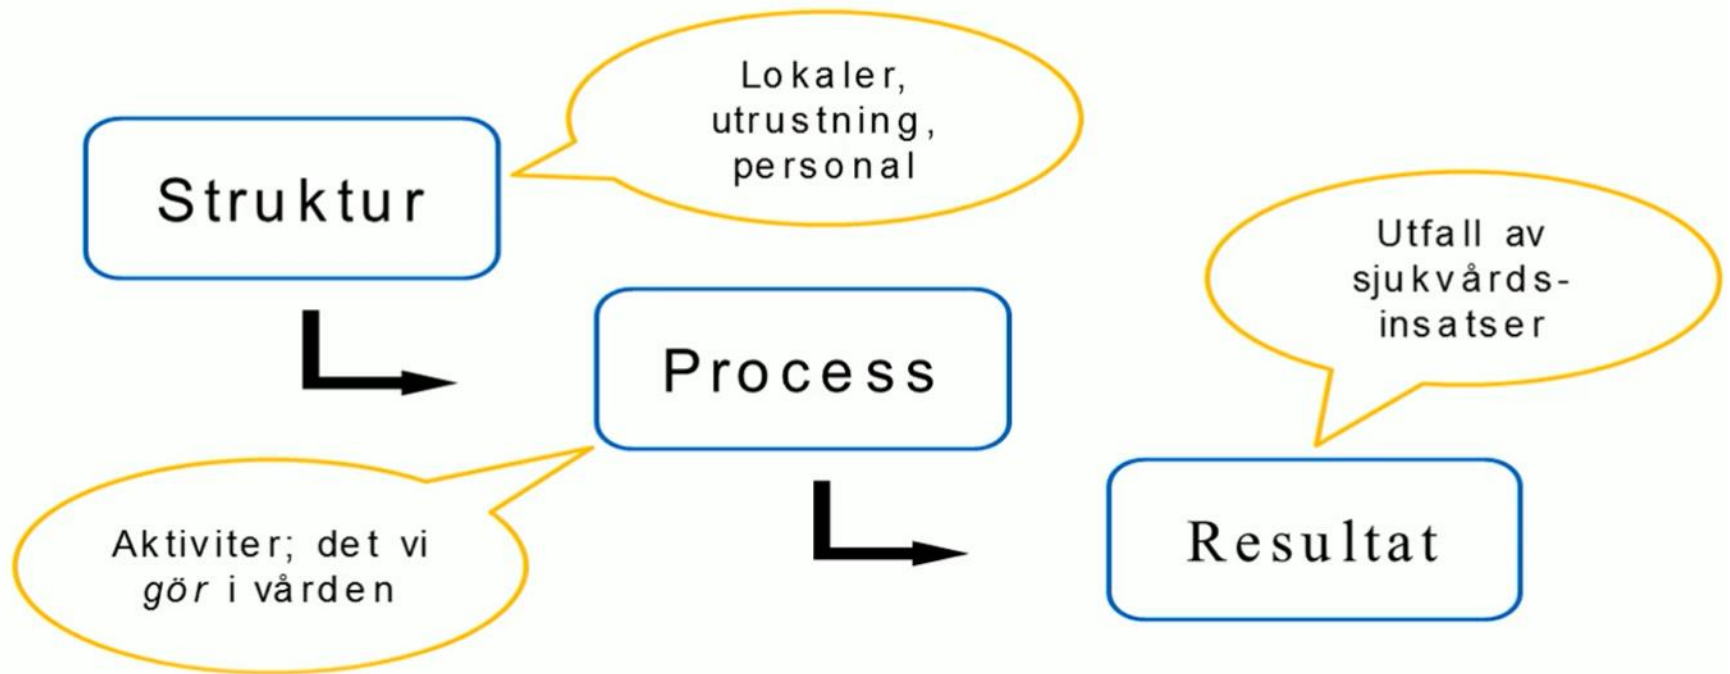 Lokaler,
utrustning,
personal
Struktur
Utfall av
sjukvårds-
insatser
Process
Aktiviter; det vi
gör i vården
Resultat